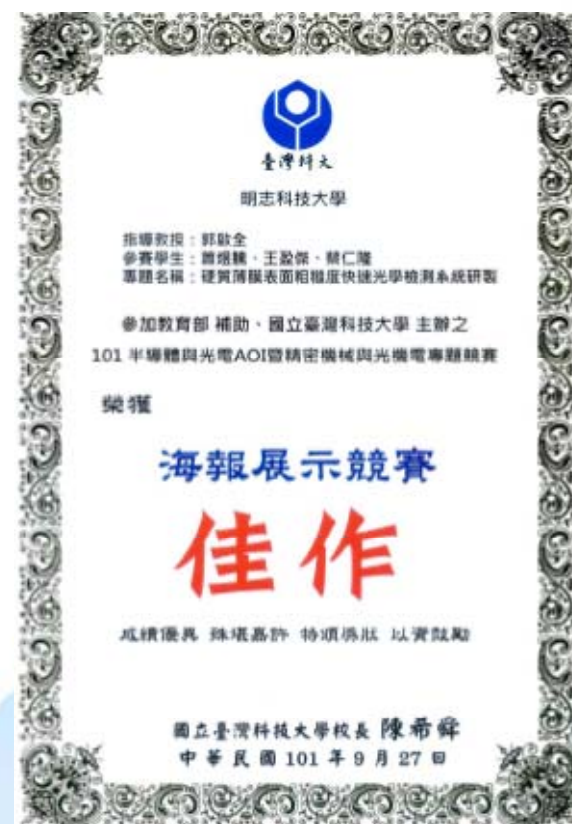 臺灣科大
明志科技大學
指導教授：郭啟全
參賽學生：蕭煜騰、王盈傑、蔡仁隆
專題名稱：硬質薄膜表面粗糙度快速光學檢測系統研製
參加教育部 補助、國立臺灣科技大學 主辦之
101 半導體與光電AOI暨精密機械與光機電專題競賽
榮獲
海報展示競賽
佳作
成績優異 殊堪嘉許 特頒獎狀 以資鼓勵
國立臺灣科技大學校長 陳希舜
中華民國 101 年 9 月 27 日